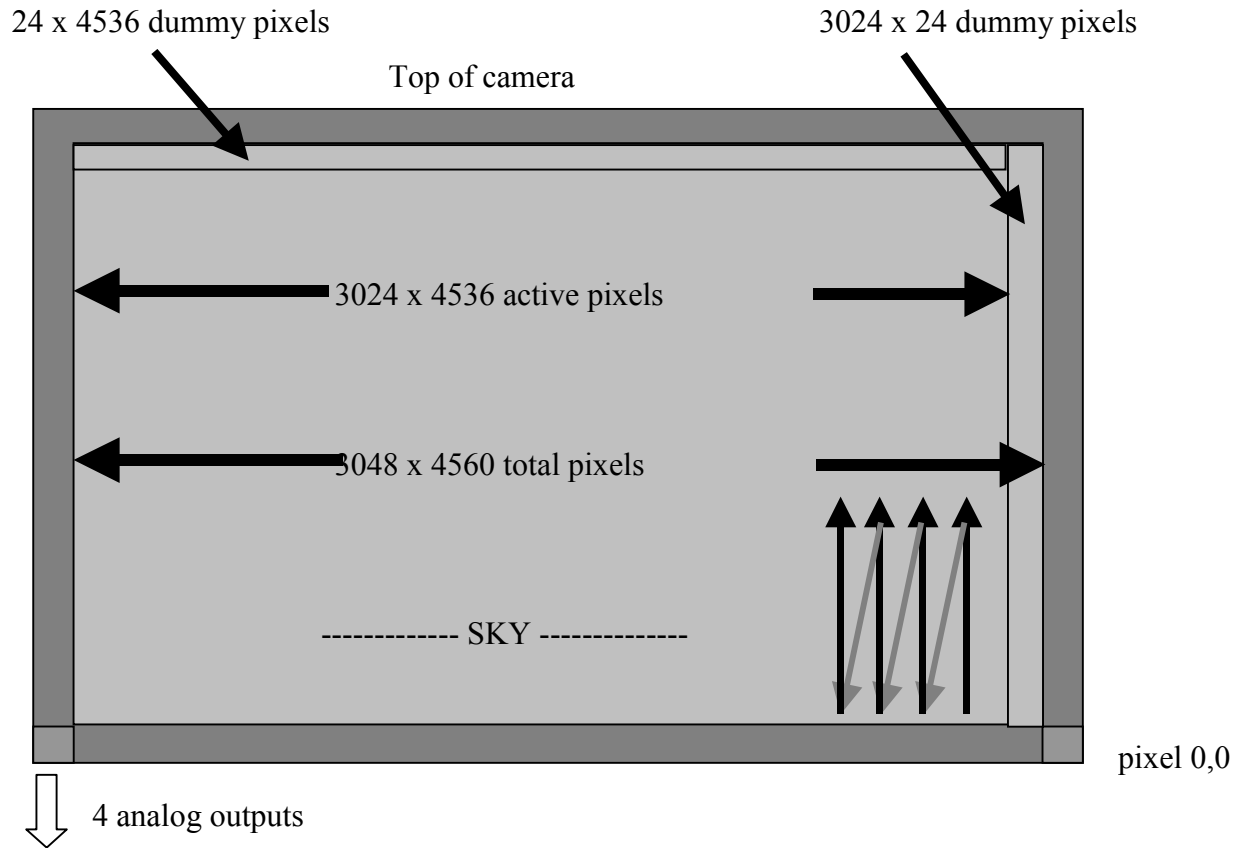 24 x 4536 dummy pixels
3024 x 24 dummy pixels
Top of camera
3024 x 4536 active pixels
3048 x 4560 total pixels
------------- SKY --------------
pixel 0,0
4 analog outputs